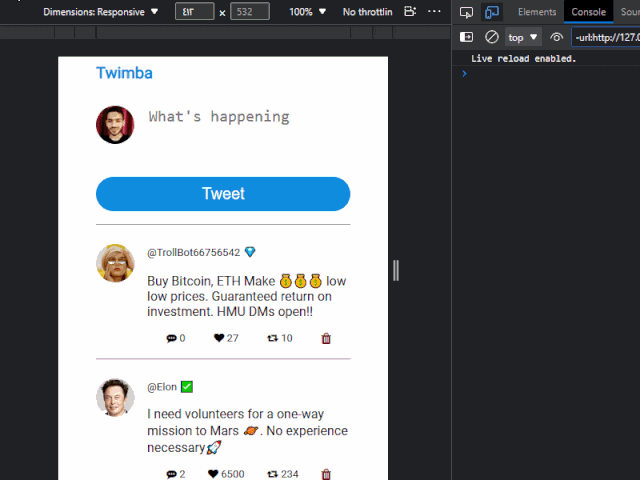 Dimensions: Responsive ▼ ٤١٣ × 532 100% ▼ No throttlin
Elements Console Sour
top ▼ -url:http://127.0
Live reload enabled.
Twimba
What's happening
Tweet
@TrollBot66756542 💎
Buy Bitcoin, ETH Make 💰💰💰 low
low prices. Guaranteed return on
investment. HMU DMs open!!
0 27 10
@Elon ✅
I need volunteers for a one-way
mission to Mars 🪐. No experience
necessary🚀
2 6500 234